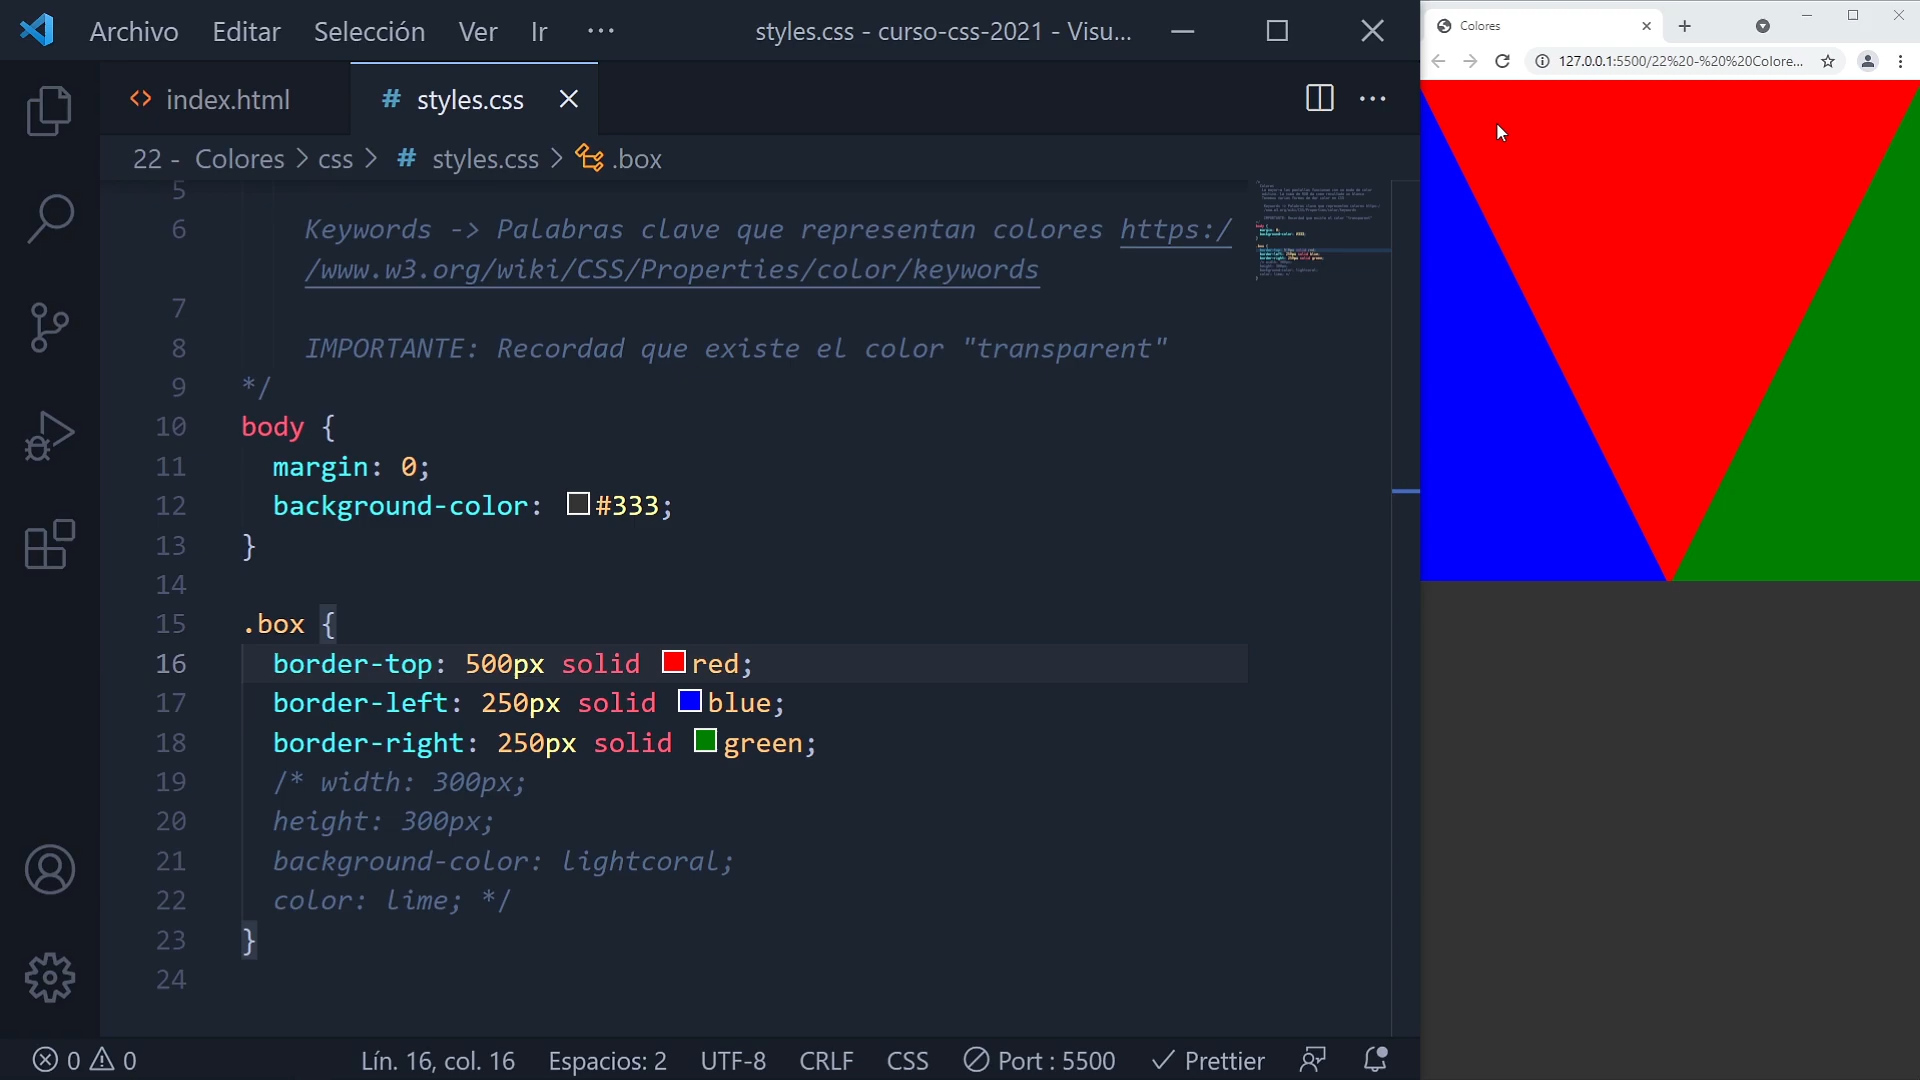 Archivo Editar Selección Ver Ir ··· styles.css - curso-css-2021 - Visu...
index.html styles.css
22 - Colores > css > # styles.css > .box
5
6 Keywords -> Palabras clave que representan colores https:/
/www.w3.org/wiki/CSS/Properties/color/keywords
7
8 IMPORTANTE: Recordad que existe el color "transparent"
9 */
10 body {
11 margin: 0;
12 background-color: #333;
13 }
14
15 .box {
16 border-top: 500px solid red;
17 border-left: 250px solid blue;
18 border-right: 250px solid green;
19 /* width: 300px;
20 height: 300px;
21 background-color: lightcoral;
22 color: lime; */
23 }
24
0 0 Lín. 16, col. 16 Espacios: 2 UTF-8 CRLF CSS Port : 5500 Prettier
Colores
127.0.0.1:5500/22%20-%20%20Colore...